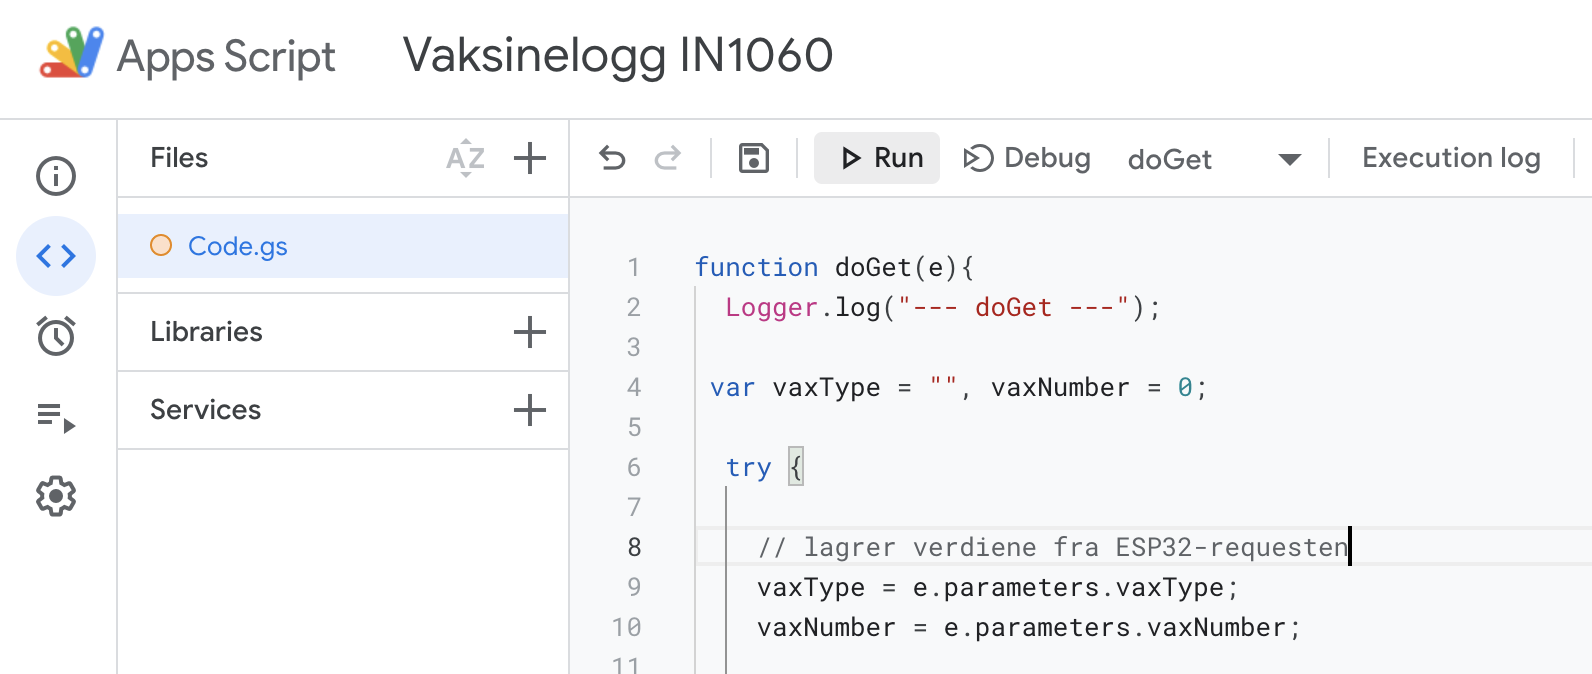 Apps Script Vaksinelogg IN1060
Files AZ
Run Debug doGet Execution log
Code.gs
Libraries
Services
1 function doGet(e){
2 Logger.log("--- doGet ---");
3
4 var vaxType = "", vaxNumber = 0;
5
6 try {
7
8 // lagrer verdiene fra ESP32-requesten
9 vaxType = e.parameters.vaxType;
10 vaxNumber = e.parameters.vaxNumber;
11